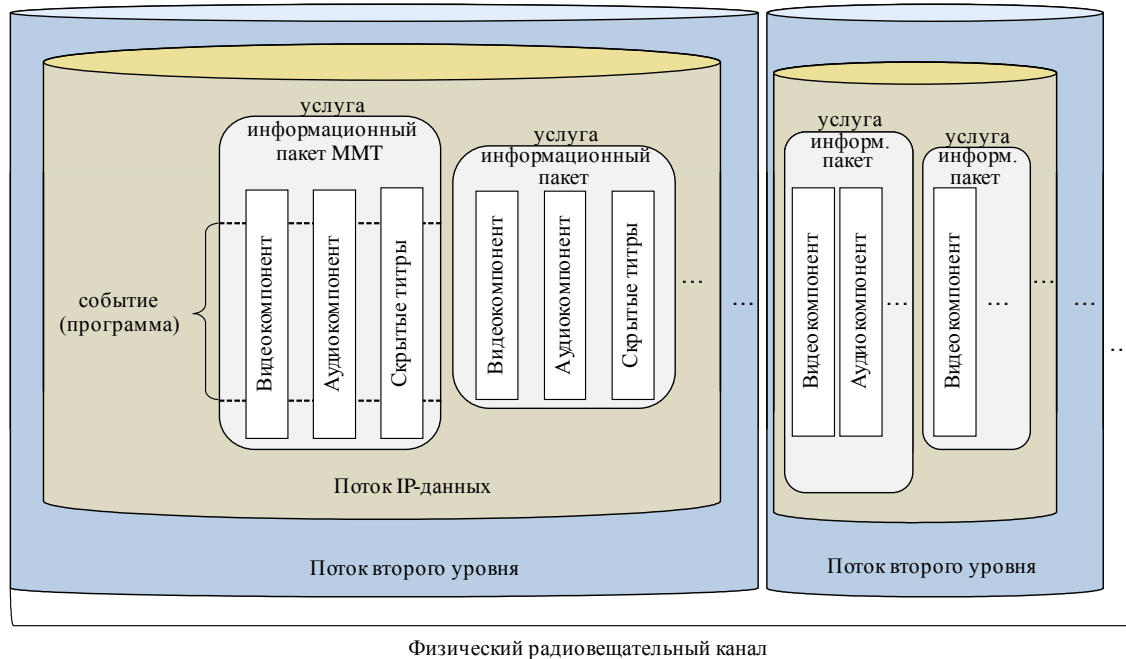 услуга
информационный
пакет ММТ
Видеокомпонент
Аудиокомпонент
Скрытые титры
событие
(программа)
услуга
информационный
пакет
Видеокомпонент
Аудиокомпонент
Скрытые титры
...
...
Поток IP-данных
Поток второго уровня
услуга
информ.
пакет
Видеокомпонент
Аудиокомпонент
...
услуга
информ.
пакет
Видеокомпонент
...
...
...
...
Поток второго уровня
Физический радиовещательный канал